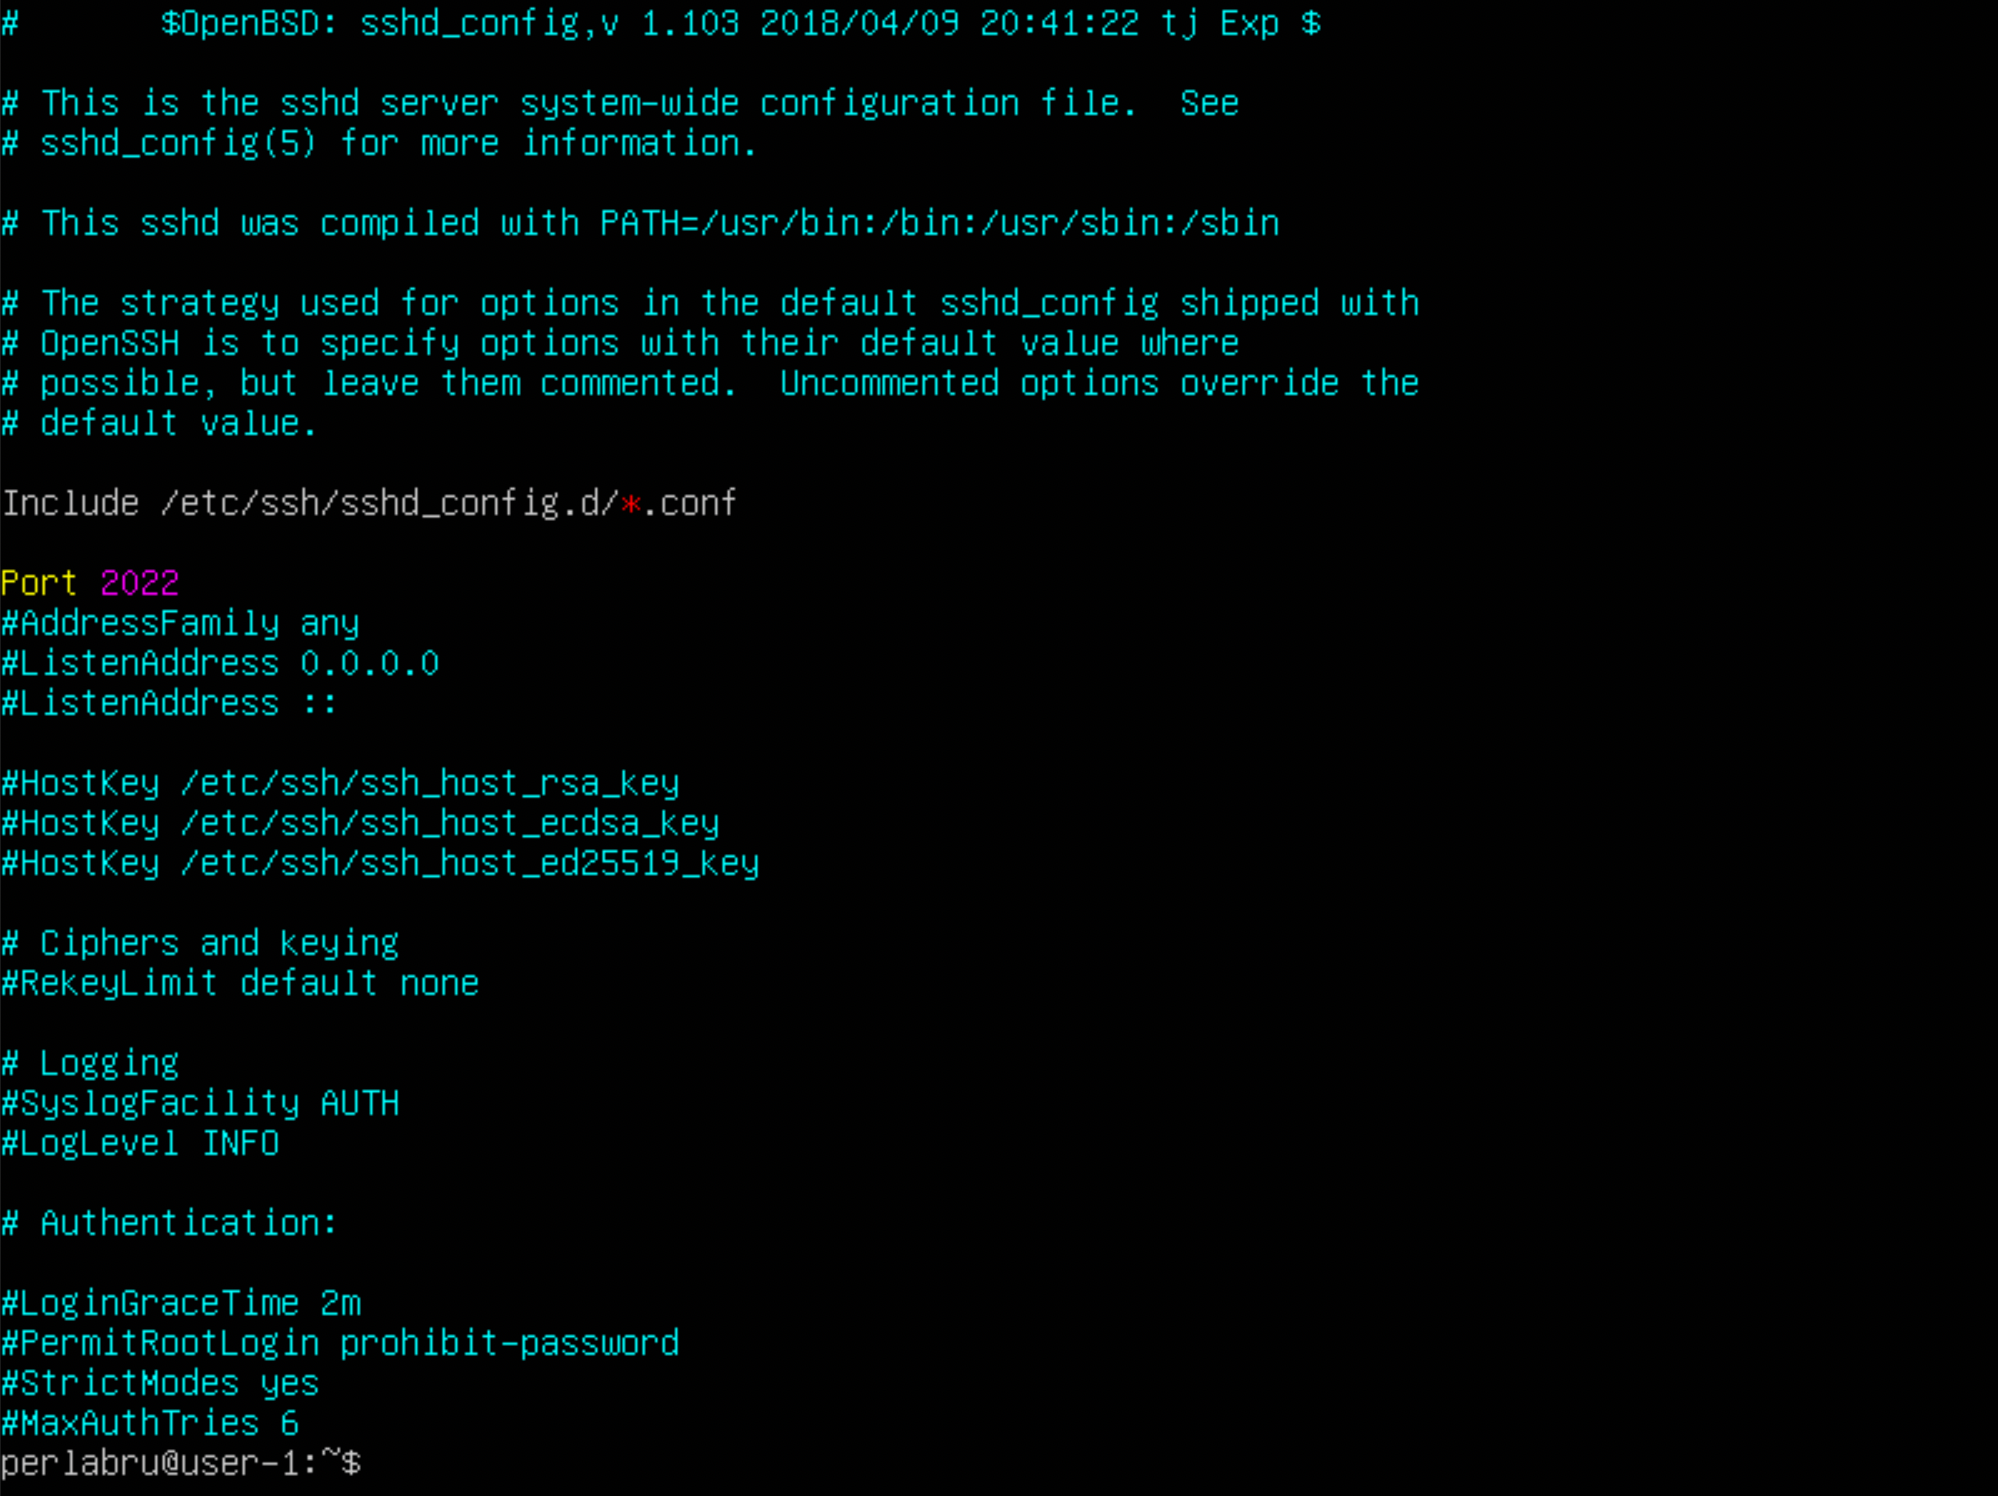 #       $OpenBSD: sshd_config,v 1.103 2018/04/09 20:41:22 tj Exp $
# This is the sshd server system-wide configuration file.  See
# sshd_config(5) for more information.
# This sshd was compiled with PATH=/usr/bin:/bin:/usr/sbin:/sbin
# The strategy used for options in the default sshd_config shipped with
# OpenSSH is to specify options with their default value where
# possible, but leave them commented.  Uncommented options override the
# default value.
Include /etc/ssh/sshd_config.d/*.conf
Port 2022
#AddressFamily any
#ListenAddress 0.0.0.0
#ListenAddress ::
#HostKey /etc/ssh/ssh_host_rsa_key
#HostKey /etc/ssh/ssh_host_ecdsa_key
#HostKey /etc/ssh/ssh_host_ed25519_key
# Ciphers and keying
#RekeyLimit default none
# Logging
#SyslogFacility AUTH
#LogLevel INFO
# Authentication:
#LoginGraceTime 2m
#PermitRootLogin prohibit-password
#StrictModes yes
#MaxAuthTries 6
perlabru@user-1:~$